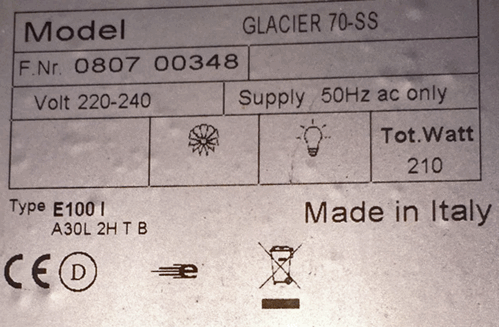 Model GLACIER 70-SS
F.Nr. 0807 00348
Volt 220-240 Supply 50Hz ac only
Tot.Watt
210
Type E100 I
A30L 2H T B
Made in Italy
CE D e